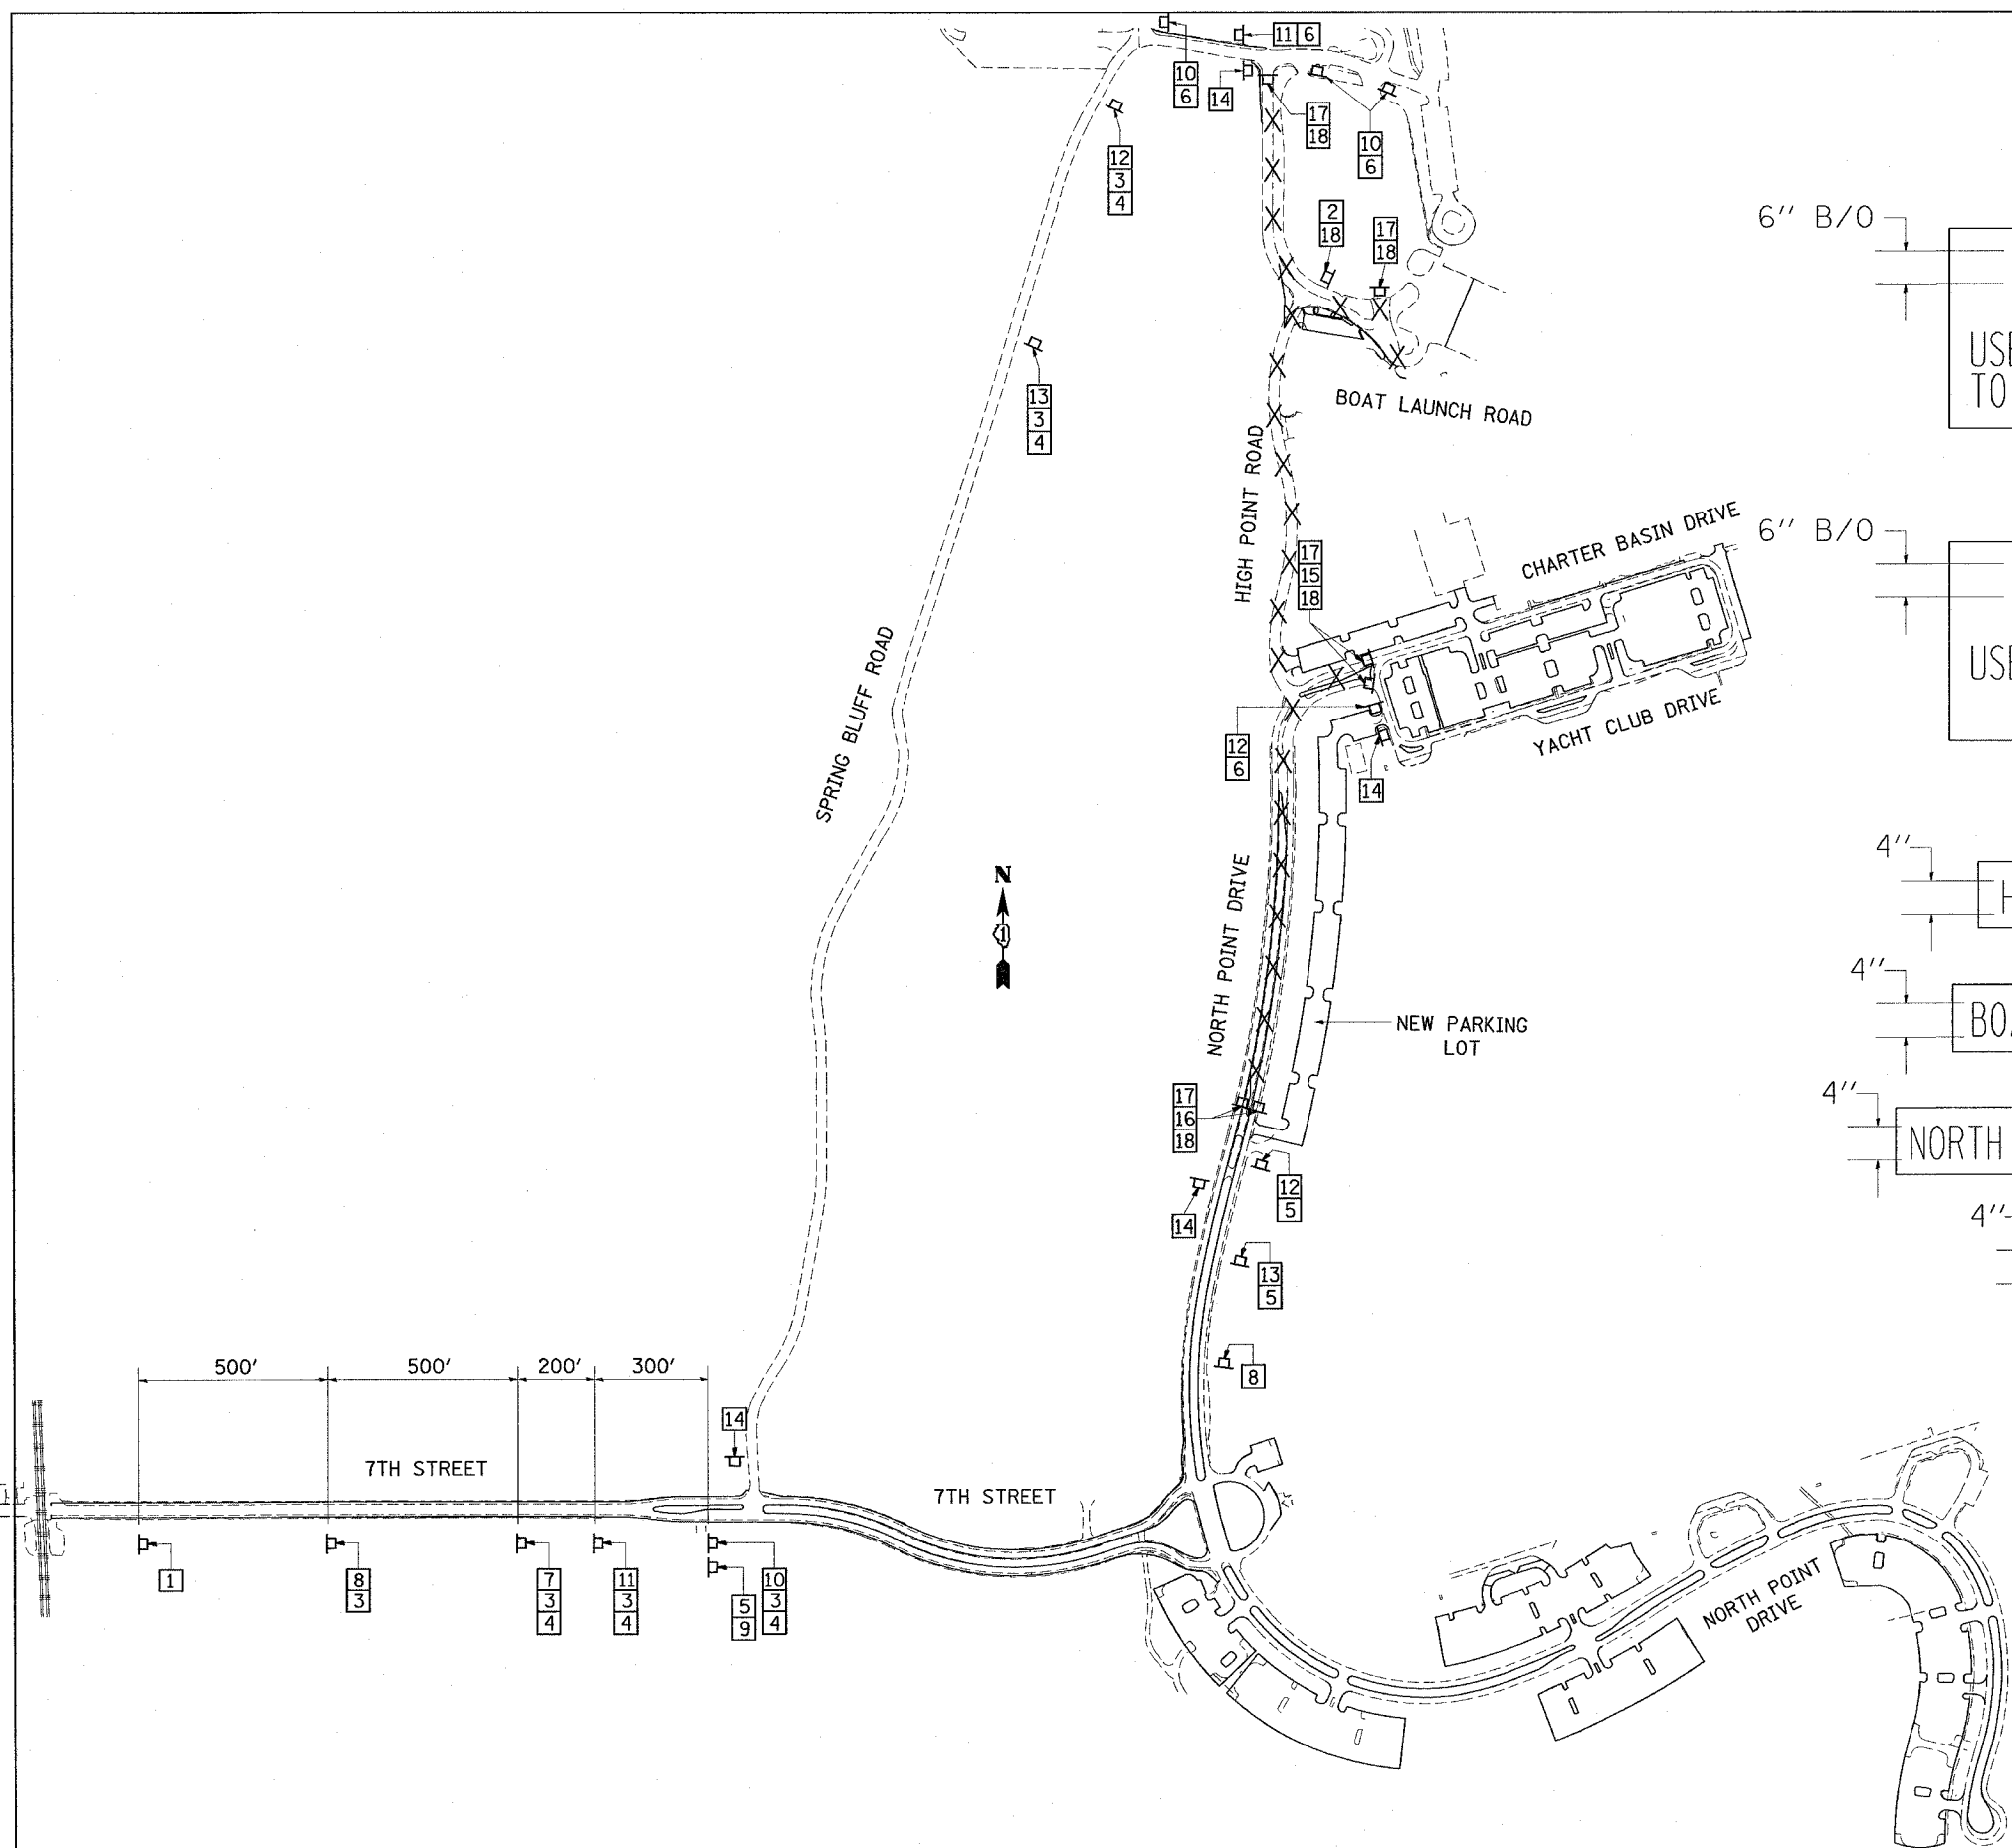 11 6
10
6
14
17
18
10
6
12
3
4
2
18
17
18
6" B/O
USE
TO
13
3
4
BOAT LAUNCH ROAD
HIGH POINT ROAD
CHARTER BASIN DRIVE
6" B/O
17
15
18
USE
SPRING BLUFF ROAD
YACHT CLUB DRIVE
12
6
14
4"
H
N
1
NORTH POINT DRIVE
4"
BOA
NEW PARKING
LOT
17
16
18
4"
NORTH
12
5
14
4"
13
5
8
500'
500'
200'
300'
14
7TH STREET
7TH STREET
1
8
3
7
3
4
11
3
4
5
9
10
3
4
NORTH POINT
DRIVE